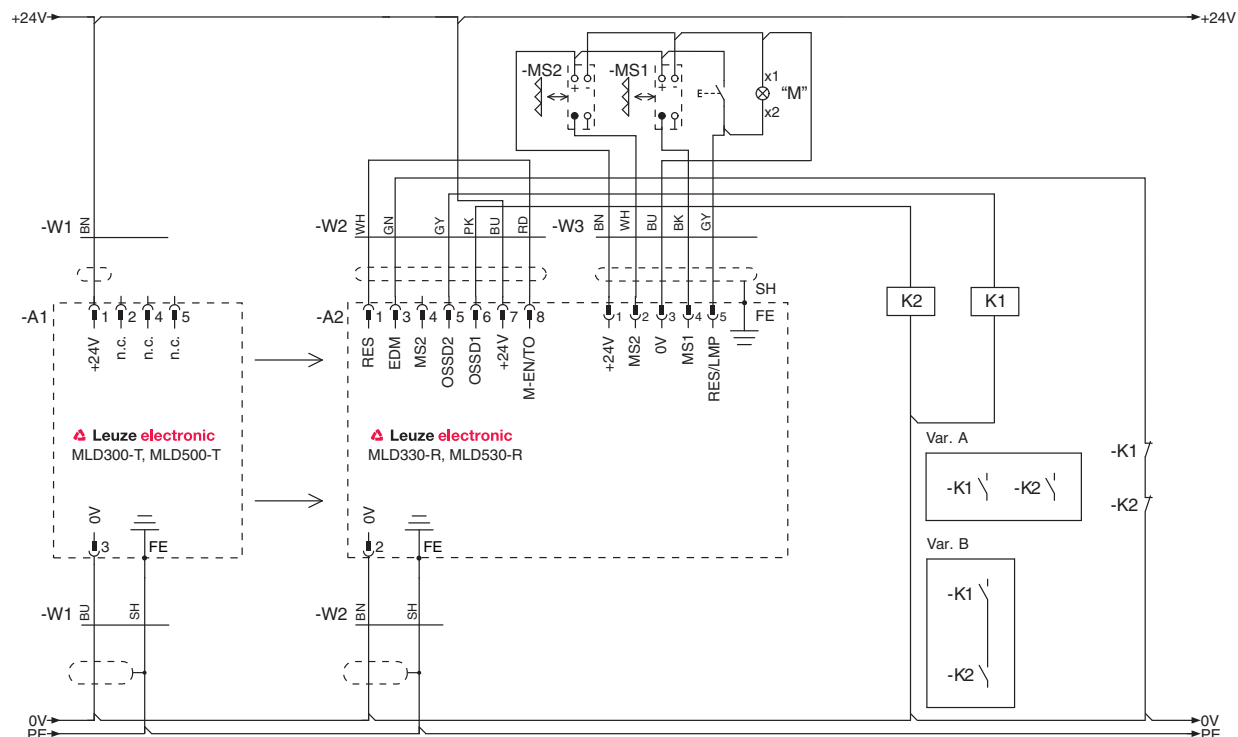 +24V
+24V
-MS2
-MS1
+ -
+ -
E
x1
"M"
x2
-W1
BN
-W2
WH
GN
GY
PK
BU
RD
-W3
BN
WH
BU
BK
GY
SH
FE
K2
K1
-A1
1 2 4 5
+24V
n.c.
n.c.
n.c.
-A2
1 3 4 5 6 7 8
RES
EDM
MS2
OSSD2
OSSD1
+24V
M-EN/TO
1 2 3 4 5
+24V
MS2
0V
MS1
RES/LMP
Leuze electronic
MLD300-T, MLD500-T
Leuze electronic
MLD330-R, MLD530-R
Var. A
-K1 -K2
-K1
-K2
Var. B
-K1
-K2
0V
3
FE
0V
2
FE
-W1
BU
SH
-W2
BN
SH
0V
PE
0V
PE